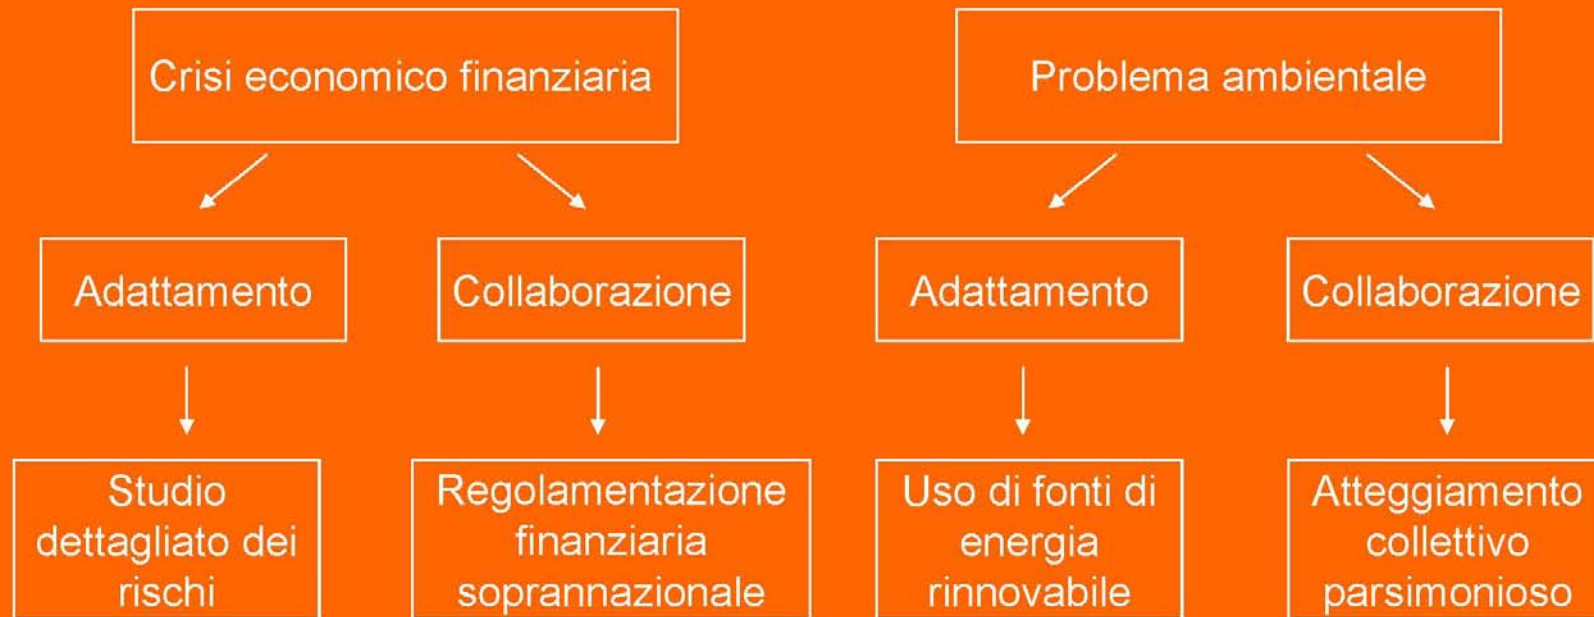 Crisi economico finanziaria
Problema ambientale
Adattamento
Collaborazione
Adattamento
Collaborazione
Studio
dettagliato dei
rischi
Regolamentazione
finanziaria
soprannazionale
Uso di fonti di
energia
rinnovabile
Atteggiamento
collettivo
parsimonioso